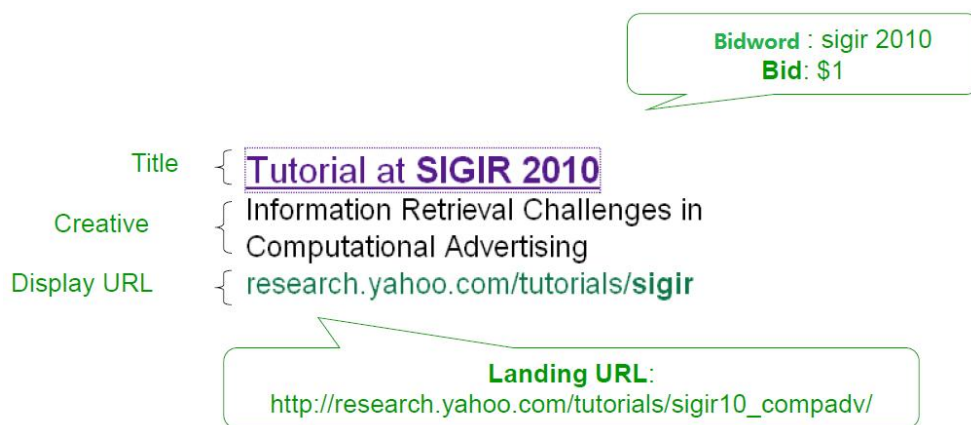 Bidword : sigir 2010
Bid: $1
Title
Tutorial at SIGIR 2010
Creative
Information Retrieval Challenges in
Computational Advertising
Display URL
research.yahoo.com/tutorials/sigir
Landing URL:
http://research.yahoo.com/tutorials/sigir10_compadv/